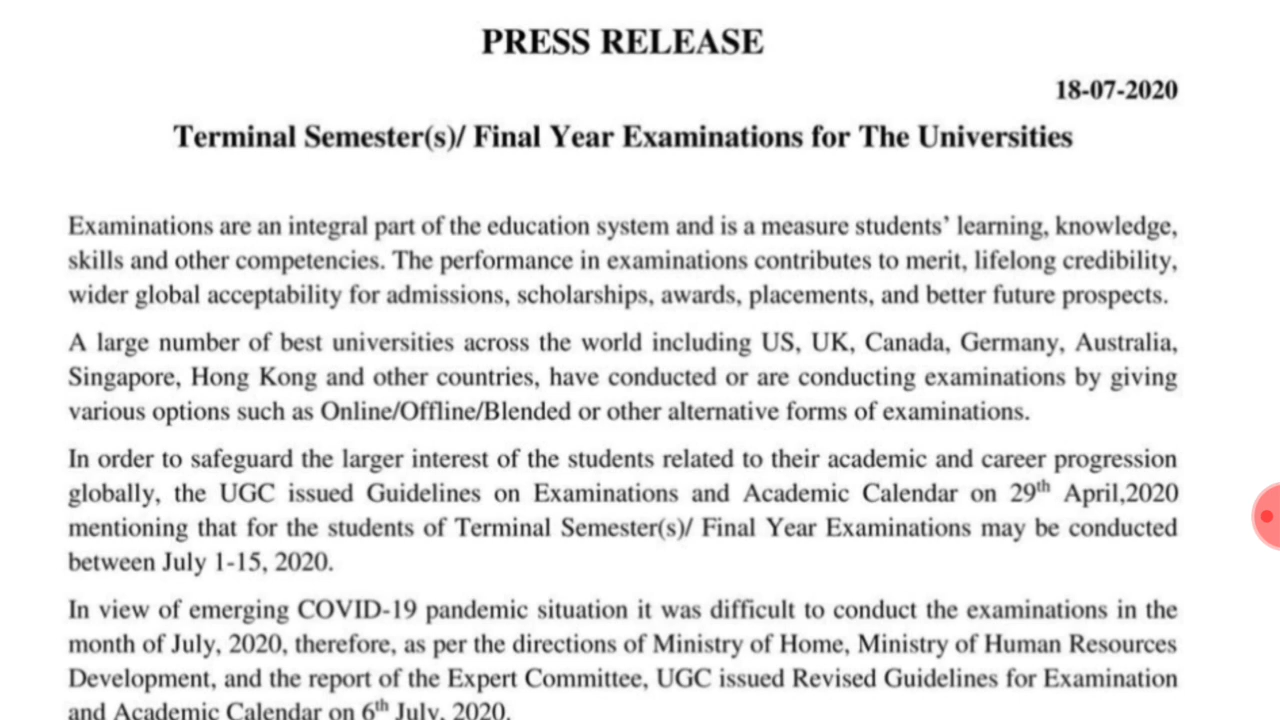 PRESS RELEASE
18-07-2020
Terminal Semester(s)/ Final Year Examinations for The Universities
Examinations are an integral part of the education system and is a measure students’ learning, knowledge,
skills and other competencies. The performance in examinations contributes to merit, lifelong credibility,
wider global acceptability for admissions, scholarships, awards, placements, and better future prospects.
A large number of best universities across the world including US, UK, Canada, Germany, Australia,
Singapore, Hong Kong and other countries, have conducted or are conducting examinations by giving
various options such as Online/Offline/Blended or other alternative forms of examinations.
In order to safeguard the larger interest of the students related to their academic and career progression
globally, the UGC issued Guidelines on Examinations and Academic Calendar on 29th April,2020
mentioning that for the students of Terminal Semester(s)/ Final Year Examinations may be conducted
between July 1-15, 2020.
In view of emerging COVID-19 pandemic situation it was difficult to conduct the examinations in the
month of July, 2020, therefore, as per the directions of Ministry of Home, Ministry of Human Resources
Development, and the report of the Expert Committee, UGC issued Revised Guidelines for Examination
and Academic Calendar on 6th July, 2020.